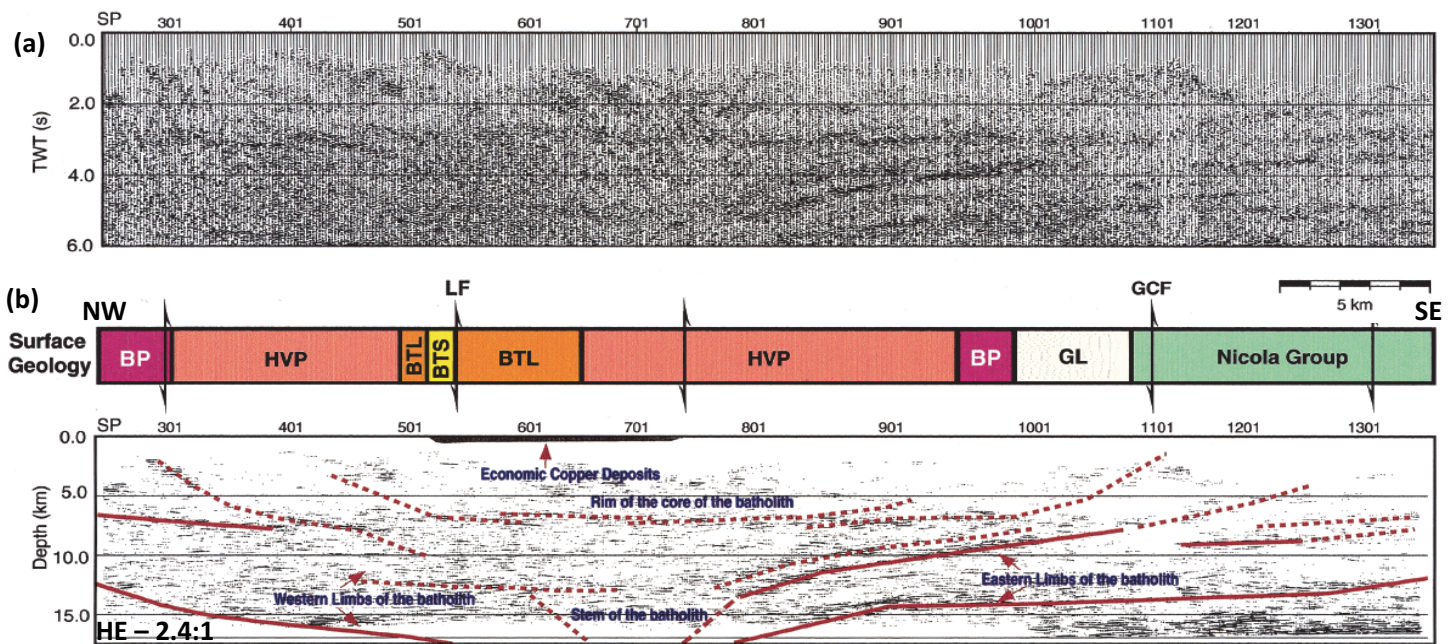 SP 301 401 501 601 701 801 901 1001 1101 1201 1301
(a)
0.0
2.0
4.0
6.0
TWT (s)
(b)
NW
LF
GCF
5 km
SE
Surface Geology
BP HVP BTL BTS BTL HVP BP GL Nicola Group
SP 301 401 501 601 701 801 901 1001 1101 1201 1301
0.0
Economic Copper Deposits
5.0
Rim of the core of the batholith
Depth (km)
10.0
Western Limbs of the batholith
Eastern Limbs of the batholith
15.0
Stem of the batholith
HE – 2.4:1